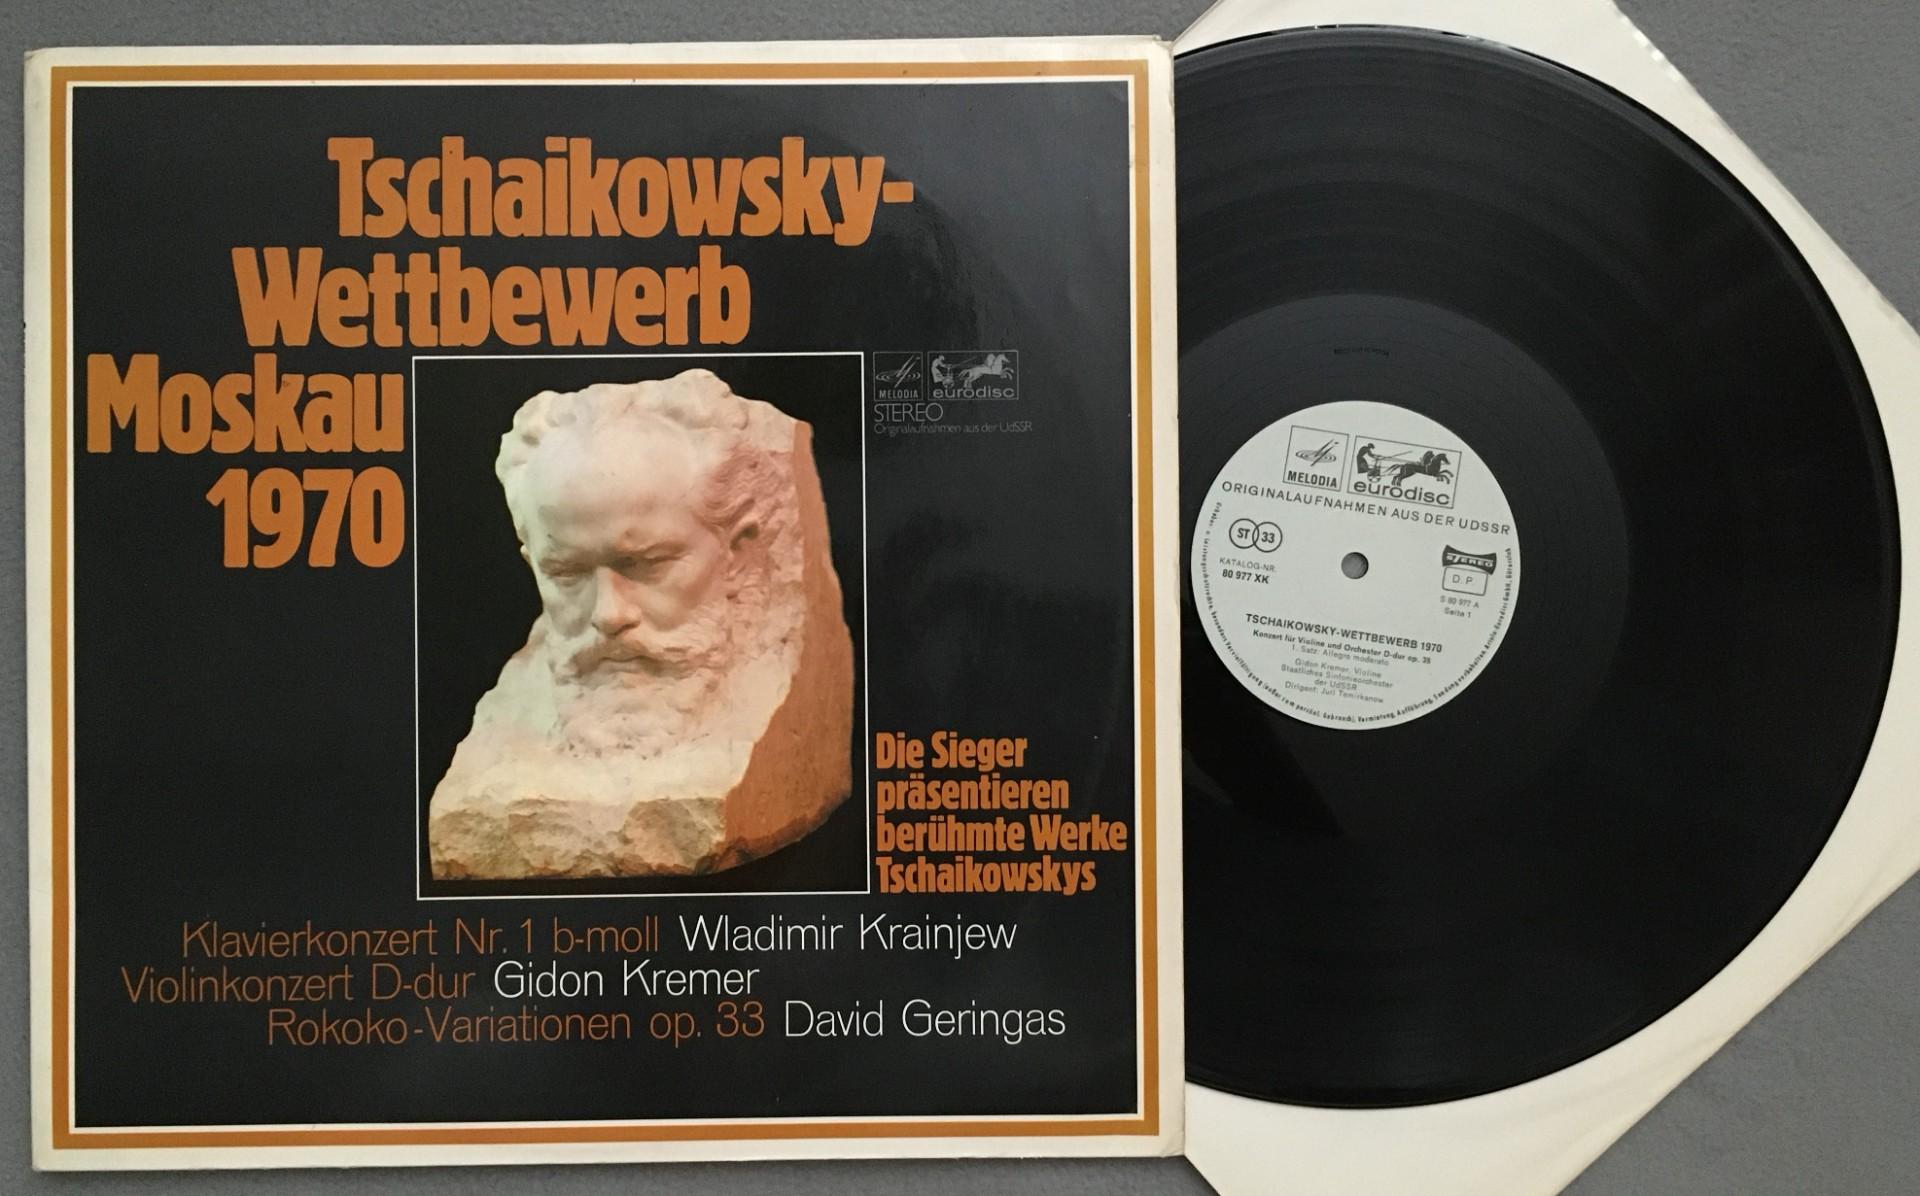 Tschaikowsky-
Wettbewerb
Moskau
1970
MELODIA
eurodisc
STEREO
Originalaufnahmen aus der UdSSR
Die Sieger
präsentieren
berühmte Werke
Tschaikowskys
Klavierkonzert Nr. 1 b-moll Wladimir Krainjew
Violinkonzert D-dur Gidon Kremer
Rokoko-Variationen op. 33 David Geringas
MELODIA
eurodisc
ORIGINALAUFNAHMEN AUS DER UDSSR
ST 33
STEREO
KATALOG-NR.
80 977 XK
D.P.
S 80 977 A
Seite 1
TSCHAIKOWSKY-WETTBEWERB 1970
Konzert für Violine und Orchester D-dur op. 35
1. Satz: Allegro moderato
Gidon Kremer, Violine
Staatliches Sinfonieorchester
der UdSSR
Dirigent: Juri Temirkanow